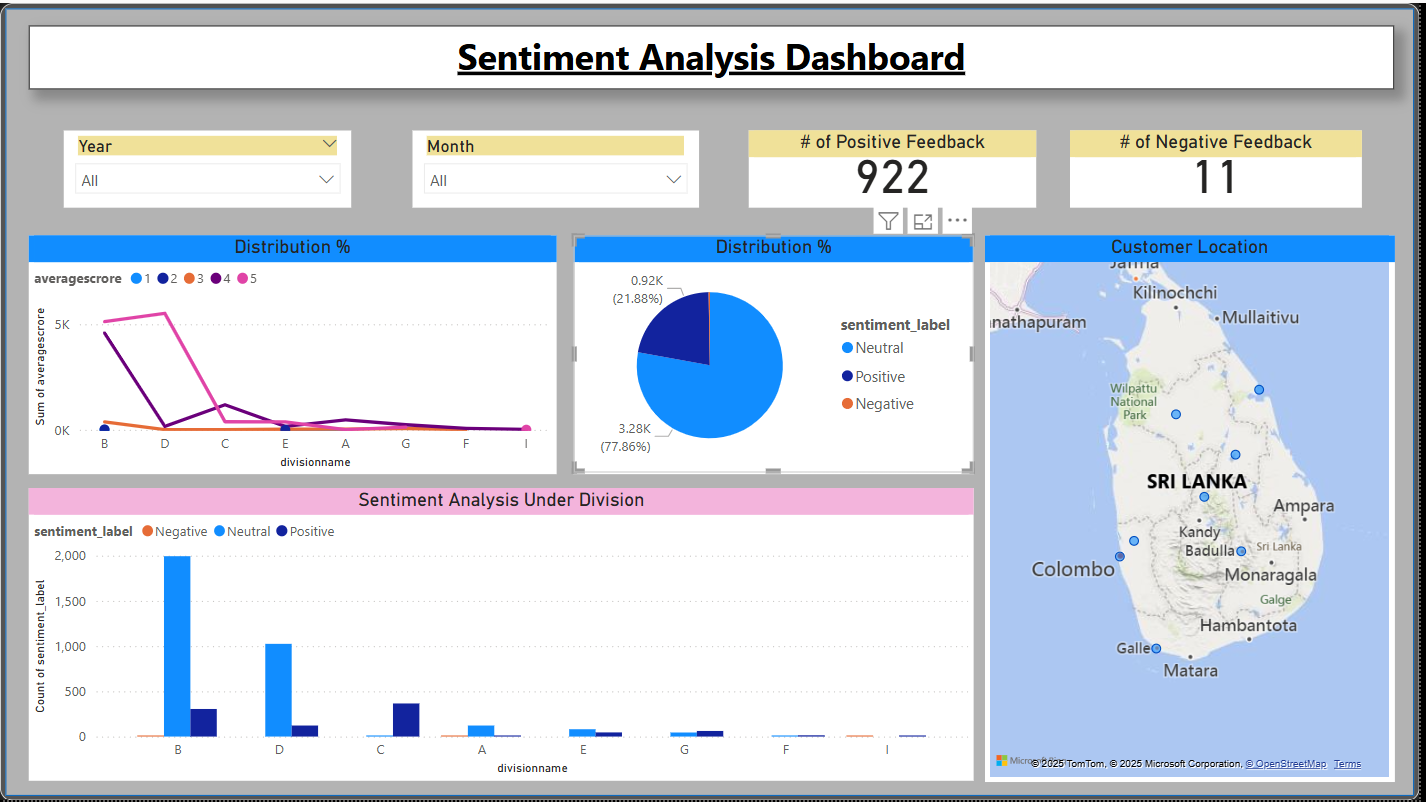 Sentiment Analysis Dashboard
Year
All
Month
All
# of Positive Feedback
922
# of Negative Feedback
11
Distribution %
averagescrore 1 2 3 4 5
Sum of averagescrore
5K
0K
B D C E A G F I
divisionname
Distribution %
0.92K
(21.88%)
3.28K
(77.86%)
sentiment_label
Neutral
Positive
Negative
Customer Location
Jaffna
Kilinochchi
nathapuram
Mullaitivu
Wilpattu
National
Park
SRI LANKA
Ampara
Kandy
Badulla
Sri Lanka
Colombo
Monaragala
Galge
Hambantota
Galle
Matara
© 2025 TomTom, © 2025 Microsoft Corporation, © OpenStreetMap Terms
Sentiment Analysis Under Division
sentiment_label Negative Neutral Positive
Count of sentiment_label
2,000
1,500
1,000
500
0
B D C A E G F I
divisionname